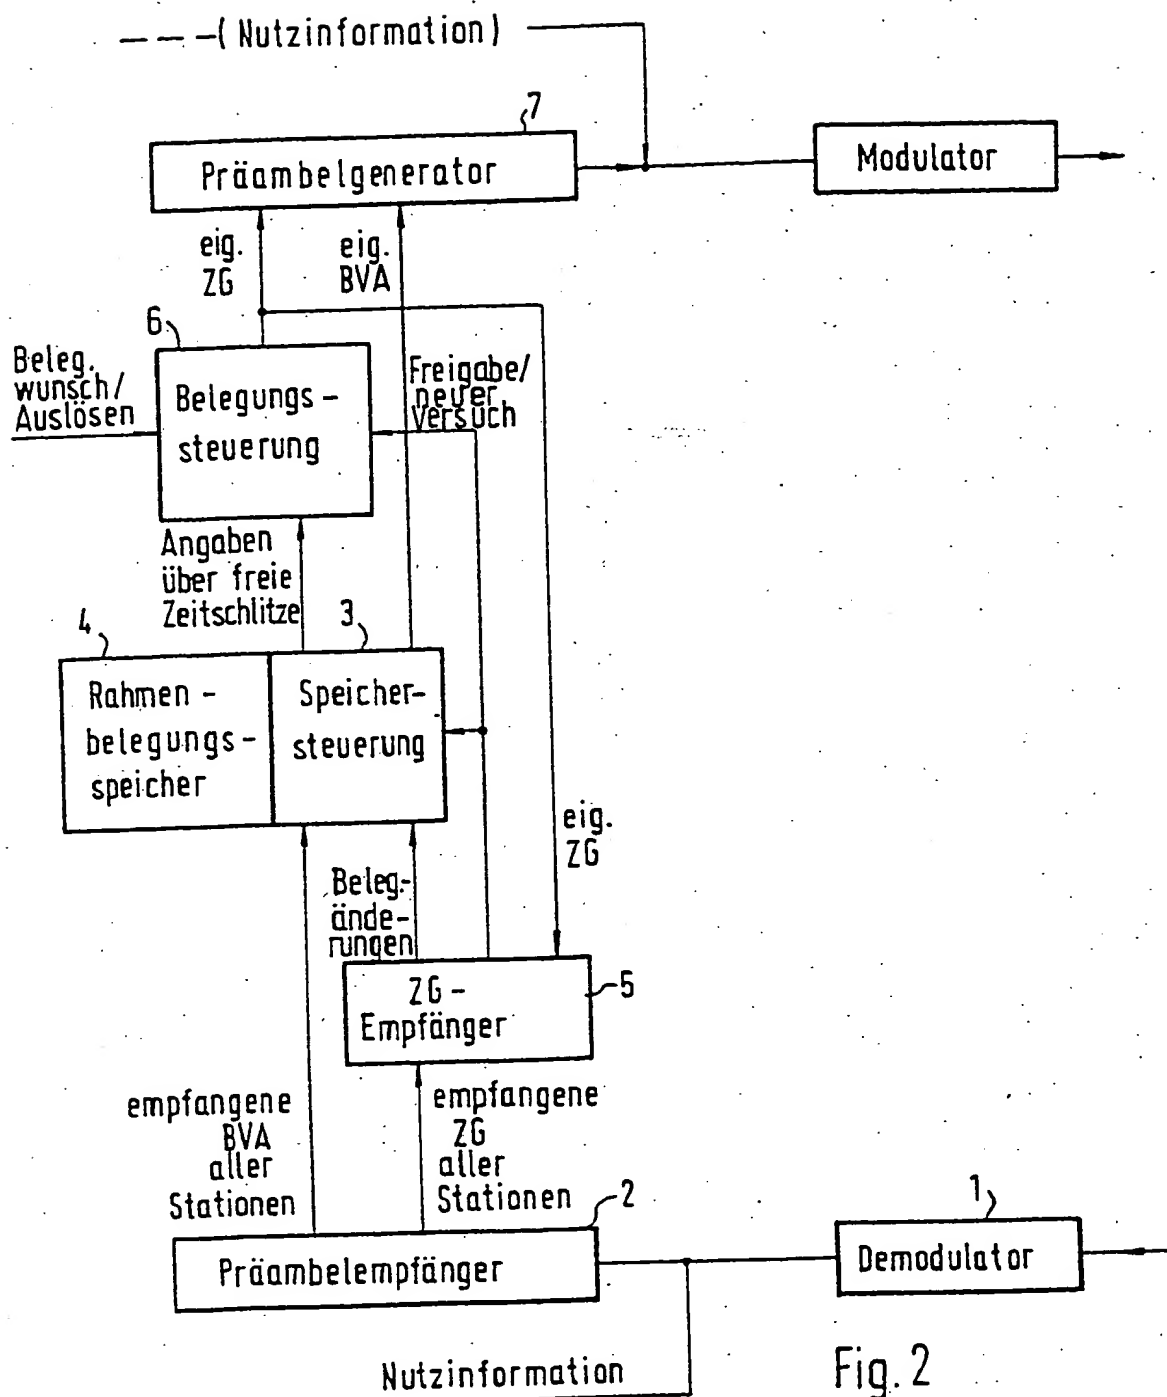 ---(Nutzinformation)
7
Präambelgenerator
Modulator
eig.
ZG
eig.
BVA
6
Beleg.
wunsch/
Auslösen
Belegungs-
steuerung
Freigabe/
neuer
Versuch
Angaben
über freie
Zeitschlitze
4
3
Rahmen-
belegungs-
speicher
Speicher-
steuerung
eig.
ZG
Beleg.-
ände-
rungen
ZG-
Empfänger
5
empfangene
BVA
aller
Stationen
empfangene
ZG
aller
Stationen
2
1
Präambelempfänger
Demodulator
Nutzinformation
Fig. 2